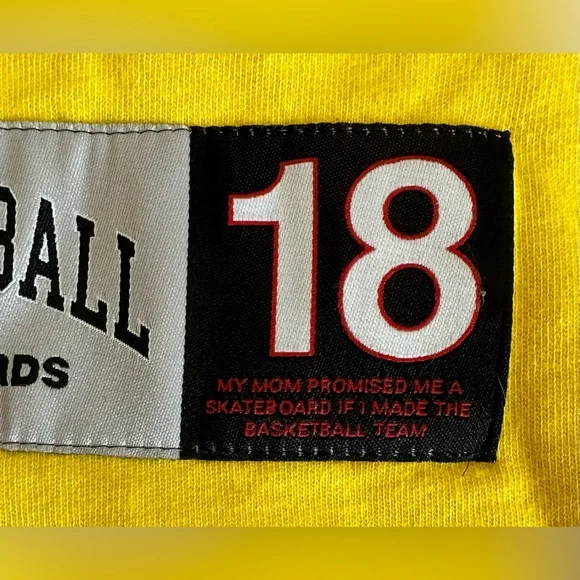 BALL
RDS
18
MY MOM PROMISED ME A
SKATEBOARD IF I MADE THE
BASKETBALL TEAM